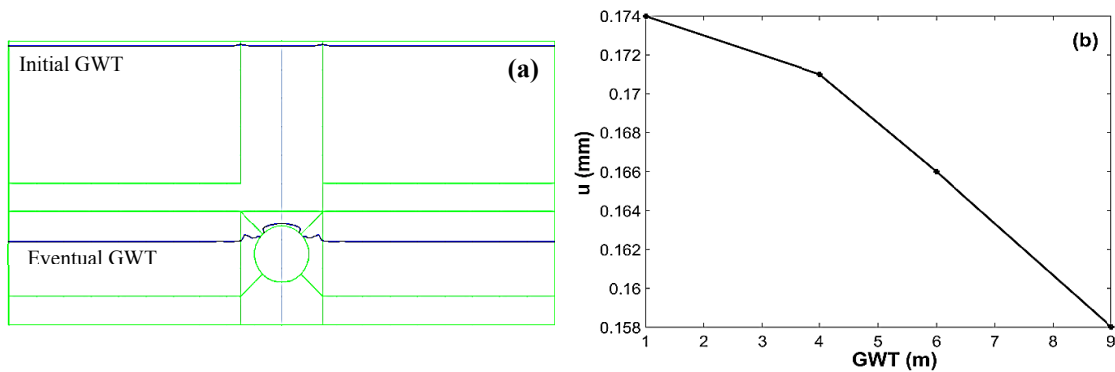 Initial GWT
(a)
Eventual GWT
(b)
0.174
0.172
0.17
0.168
0.166
0.164
0.162
0.16
0.158
u (mm)
1 2 3 4 5 6 7 8 9
GWT (m)